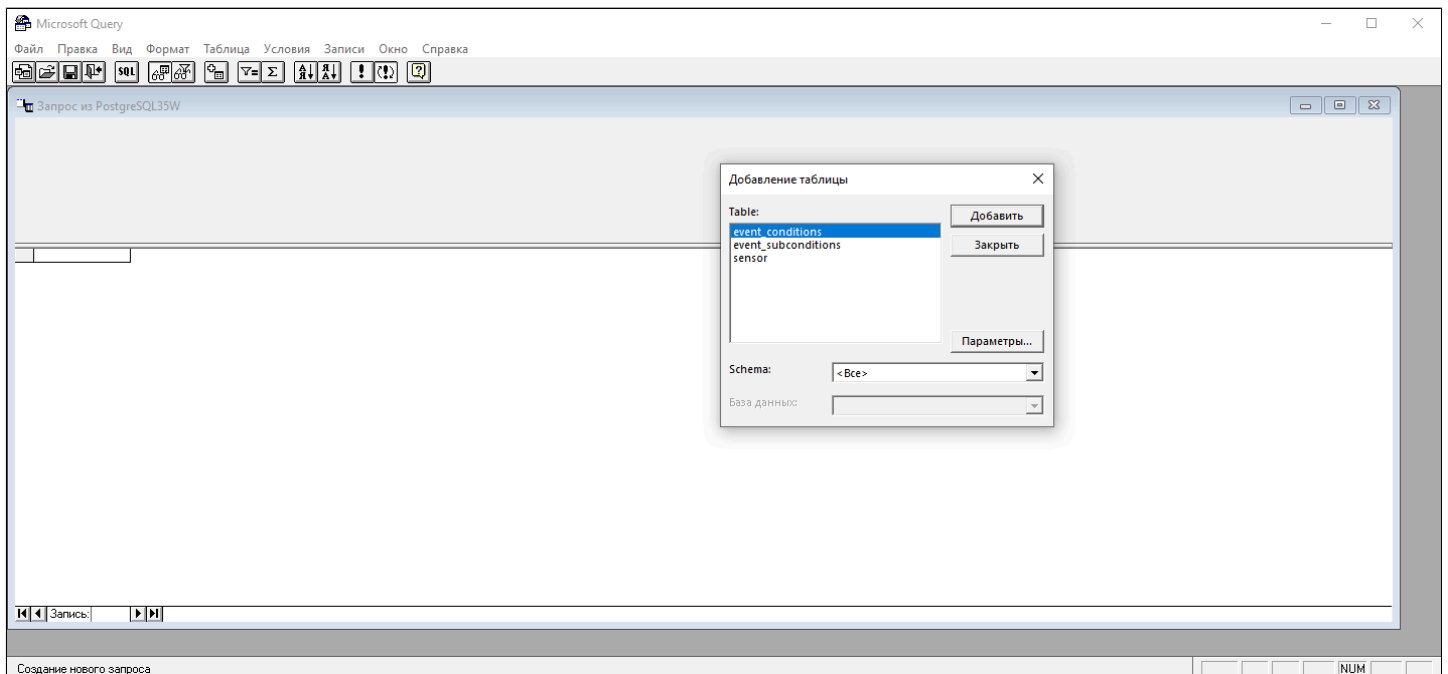 Microsoft Query
Файл Правка Вид Формат Таблица Условия Записи Окно Справка
SQL
Запрос из PostgreSQL35W
Добавление таблицы
Table:
Добавить
event_conditions
event_subconditions
Закрыть
sensor
Параметры...
Schema:
<Все>
База данных:
Запись:
Создание нового запроса
NUM